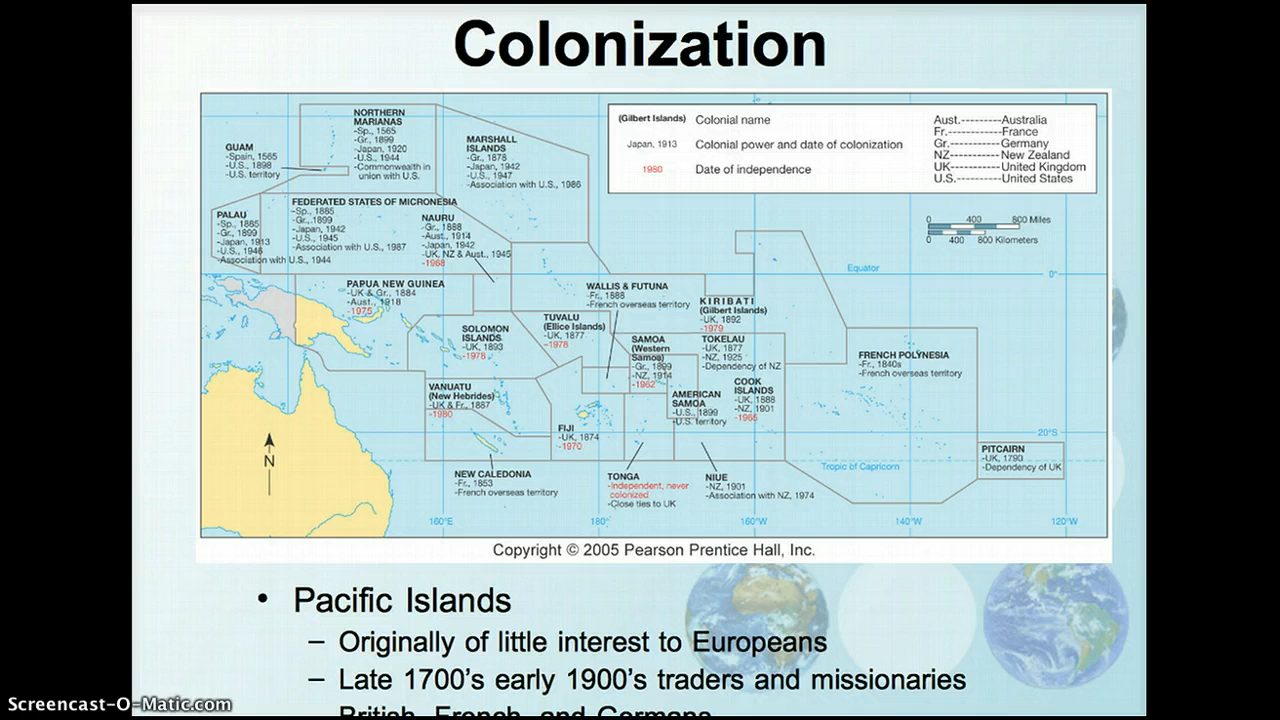 Colonization
NORTHERN
MARIANAS
-Sp., 1565
-Gr., 1899
-Japan, 1920
-U.S., 1944
-Commonwealth in
union with U.S.
GUAM
-Spain, 1565
-U.S., 1898
-U.S. territory
MARSHALL
ISLANDS
-Gr., 1878
-Japan, 1942
-U.S., 1947
-Association with U.S., 1986
(Gilbert Islands) Colonial name
Japan, 1913 Colonial power and date of colonization
1980 Date of independence
Aust.----------Australia
Fr.-------------France
Gr.------------Germany
NZ------------New Zealand
UK------------United Kingdom
U.S.----------United States
PALAU
-Sp., 1885
-Gr., 1899
-Japan, 1913
-U.S., 1946
-Association with U.S., 1944
FEDERATED STATES OF MICRONESIA
-Sp., 1885
-Gr., 1899
-Japan, 1942
-U.S., 1945
-Association with U.S., 1987
NAURU
-Gr., 1888
-Aust., 1914
-Japan, 1942
-UK, NZ & Aust., 1945
-1968
0 400 800 Miles
0 400 800 Kilometers
Equator
0°
PAPUA NEW GUINEA
-UK & Gr., 1884
-Aust., 1918
-1975
WALLIS & FUTUNA
-Fr., 1888
-French overseas territory
KIRIBATI
(Gilbert Islands)
-UK, 1892
-1979
SOLOMON
ISLANDS
-UK, 1893
-1978
TUVALU
(Ellice Islands)
-UK, 1877
-1978
SAMOA
(Western
Samoa)
-Gr., 1899
-NZ, 1914
-1962
TOKELAU
-UK, 1877
-NZ, 1925
-Dependency of NZ
FRENCH POLYNESIA
-Fr., 1840s
-French overseas territory
VANUATU
(New Hebrides)
-UK & Fr., 1887
-1980
AMERICAN
SAMOA
-U.S., 1899
-U.S. territory
COOK
ISLANDS
-UK, 1888
-NZ, 1901
-1965
FIJI
-UK, 1874
-1970
20°S
N
PITCAIRN
-UK, 1790
-Dependency of UK
Tropic of Capricorn
NEW CALEDONIA
-Fr., 1853
-French overseas territory
TONGA
-Independent, never
colonized
-Close ties to UK
NIUE
-NZ, 1901
-Association with NZ, 1974
160°E 180° 160°W 140°W 120°W
Copyright © 2005 Pearson Prentice Hall, Inc.
• Pacific Islands
– Originally of little interest to Europeans
– Late 1700's early 1900's traders and missionaries
British, French, and Germans
Screencast-O-Matic.com